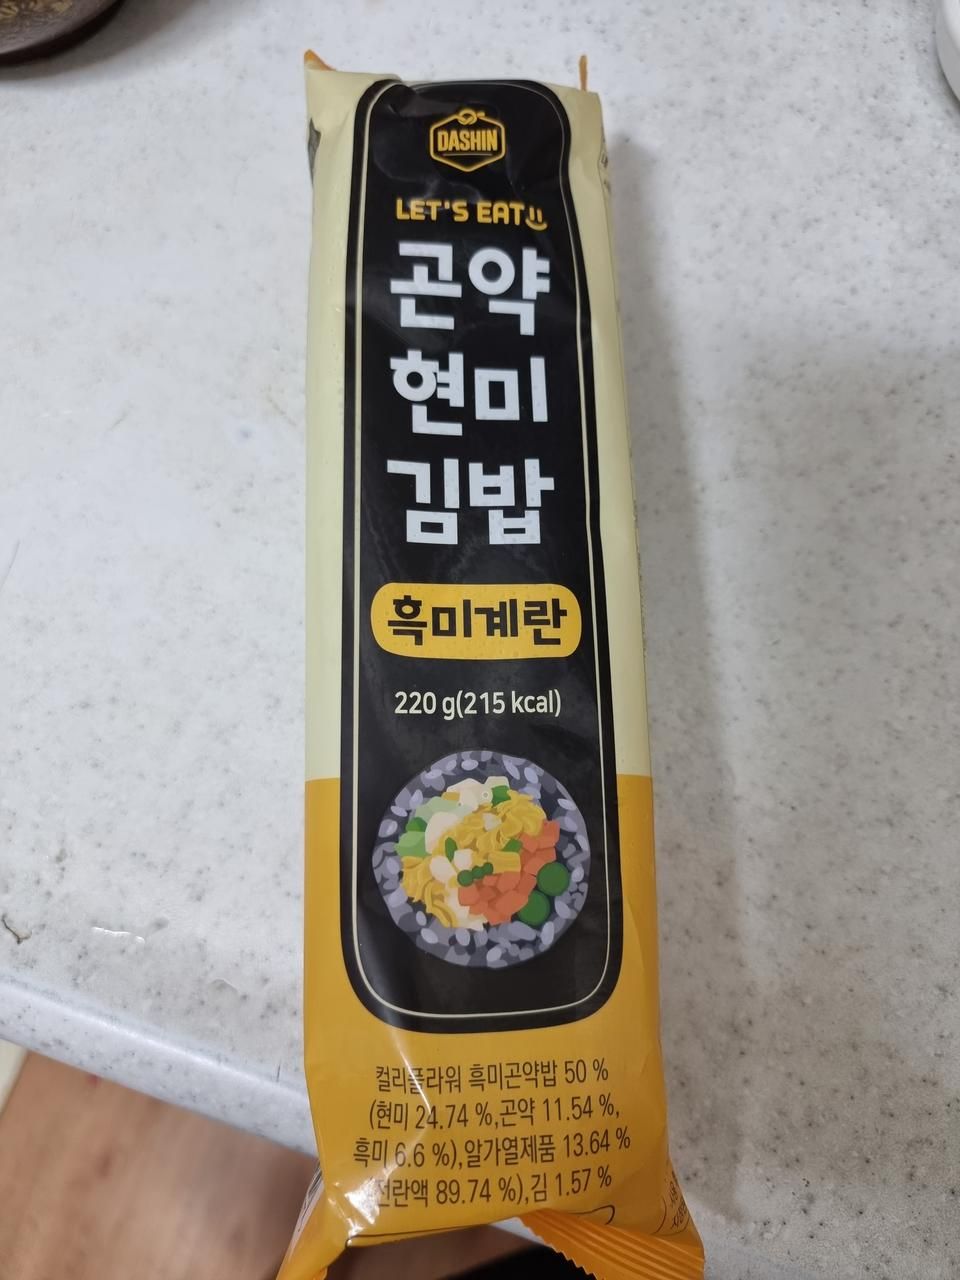 DASHIN
LET'S EAT
곤약
현미
김밥
흑미계란
220 g(215 kcal)
컬리플라워 흑미곤약밥 50 %
(현미 24.74 %,곤약 11.54 %,
흑미 6.6 %),알가열제품 13.64 %
전란액 89.74 %),김 1.57 %